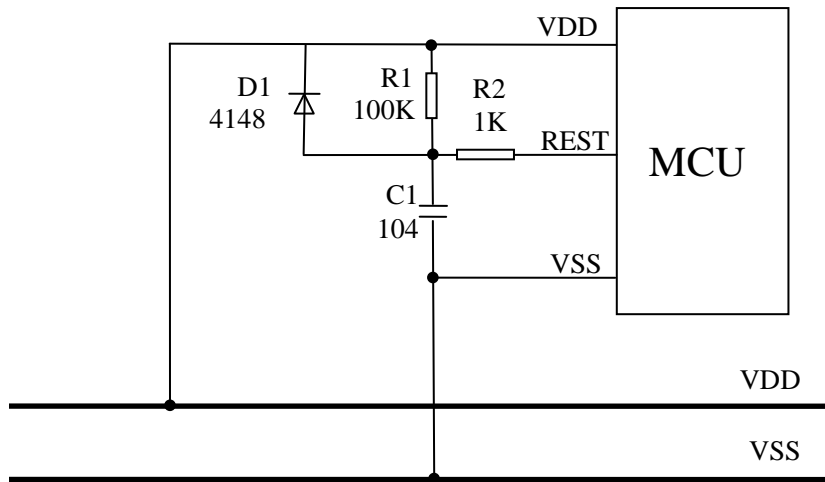 VDD
D1
4148
R1
100K
R2
1K
REST
MCU
C1
104
VSS
VDD
VSS